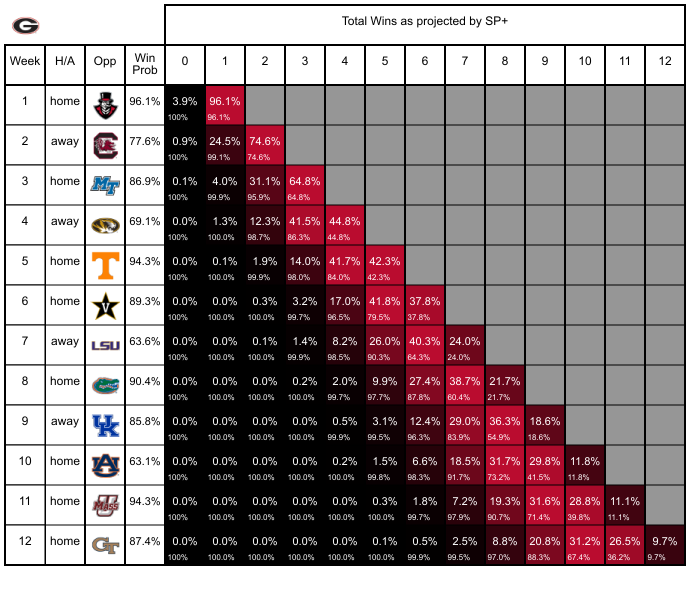 G
Total Wins as projected by SP+
Week H/A Opp Win Prob 0 1 2 3 4 5 6 7 8 9 10 11 12
1 home 96.1% 3.9% 96.1%
100% 96.1%
2 away C 77.6% 0.9% 24.5% 74.6%
100% 99.1% 74.6%
3 home MT 86.9% 0.1% 4.0% 31.1% 64.8%
100% 99.9% 95.9% 64.8%
4 away 69.1% 0.0% 1.3% 12.3% 41.5% 44.8%
100% 100.0% 98.7% 86.3% 44.8%
5 home T 94.3% 0.0% 0.1% 1.9% 14.0% 41.7% 42.3%
100% 100.0% 99.9% 98.0% 84.0% 42.3%
6 home V 89.3% 0.0% 0.0% 0.3% 3.2% 17.0% 41.8% 37.8%
100% 100.0% 100.0% 99.7% 96.5% 79.5% 37.8%
7 away LSU 63.6% 0.0% 0.0% 0.1% 1.4% 8.2% 26.0% 40.3% 24.0%
100% 100.0% 100.0% 99.9% 98.5% 90.3% 64.3% 24.0%
8 home 90.4% 0.0% 0.0% 0.0% 0.2% 2.0% 9.9% 27.4% 38.7% 21.7%
100% 100.0% 100.0% 100.0% 99.7% 97.7% 87.8% 60.4% 21.7%
9 away UK 85.8% 0.0% 0.0% 0.0% 0.0% 0.5% 3.1% 12.4% 29.0% 36.3% 18.6%
100% 100.0% 100.0% 100.0% 99.9% 99.5% 96.3% 83.9% 54.9% 18.6%
10 home AU 63.1% 0.0% 0.0% 0.0% 0.0% 0.2% 1.5% 6.6% 18.5% 31.7% 29.8% 11.8%
100% 100.0% 100.0% 100.0% 100.0% 99.8% 98.3% 91.7% 73.2% 41.5% 11.8%
11 home U Mass 94.3% 0.0% 0.0% 0.0% 0.0% 0.0% 0.3% 1.8% 7.2% 19.3% 31.6% 28.8% 11.1%
100% 100.0% 100.0% 100.0% 100.0% 100.0% 99.7% 97.9% 90.7% 71.4% 39.8% 11.1%
12 home GT 87.4% 0.0% 0.0% 0.0% 0.0% 0.0% 0.1% 0.5% 2.5% 8.8% 20.8% 31.2% 26.5% 9.7%
100% 100.0% 100.0% 100.0% 100.0% 100.0% 99.9% 99.5% 97.0% 88.3% 67.4% 36.2% 9.7%